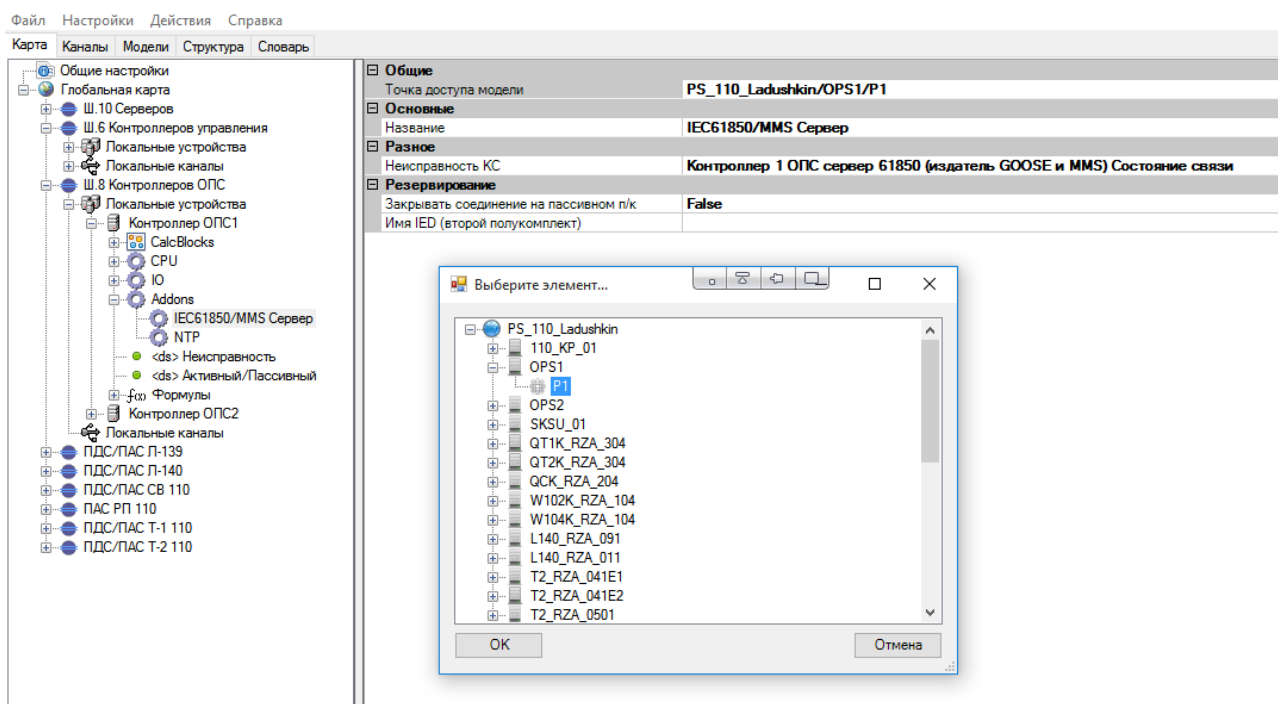 Файл Настройки Действия Справка
Карта Каналы Модели Структура Словарь
Общие настройки
Глобальная карта
Ш.10 Серверов
Ш.6 Контроллеров управления
Локальные устройства
Локальные каналы
Ш.8 Контроллеров ОПС
Локальные устройства
Контроллер ОПС1
CalcBlocks
CPU
IO
Addons
IEC61850/MMS Сервер
NTP
<ds> Неисправность
<ds> Активный/Пассивный
f(x) Формулы
Контроллер ОПС2
Локальные каналы
ПДС/ПАС Л-139
ПДС/ПАС Л-140
ПДС/ПАС СВ 110
ПАС РП 110
ПДС/ПАС Т-1 110
ПДС/ПАС Т-2 110
Общие
Точка доступа модели PS_110_Ladushkin/OPS1/P1
Основные
Название IEC61850/MMS Сервер
Разное
Неисправность КС Контроллер 1 ОПС сервер 61850 (издатель GOOSE и MMS) Состояние связи
Резервирование
Закрывать соединение на пассивном п/к False
Имя IED (второй полукомплект)
Выберите элемент...
PS_110_Ladushkin
110_KP_01
OPS1
P1
OPS2
SKSU_01
QT1K_RZA_304
QT2K_RZA_304
QCK_RZA_204
W102K_RZA_104
W104K_RZA_104
L140_RZA_091
L140_RZA_011
T2_RZA_041E1
T2_RZA_041E2
T2_RZA_0501
OK Отмена